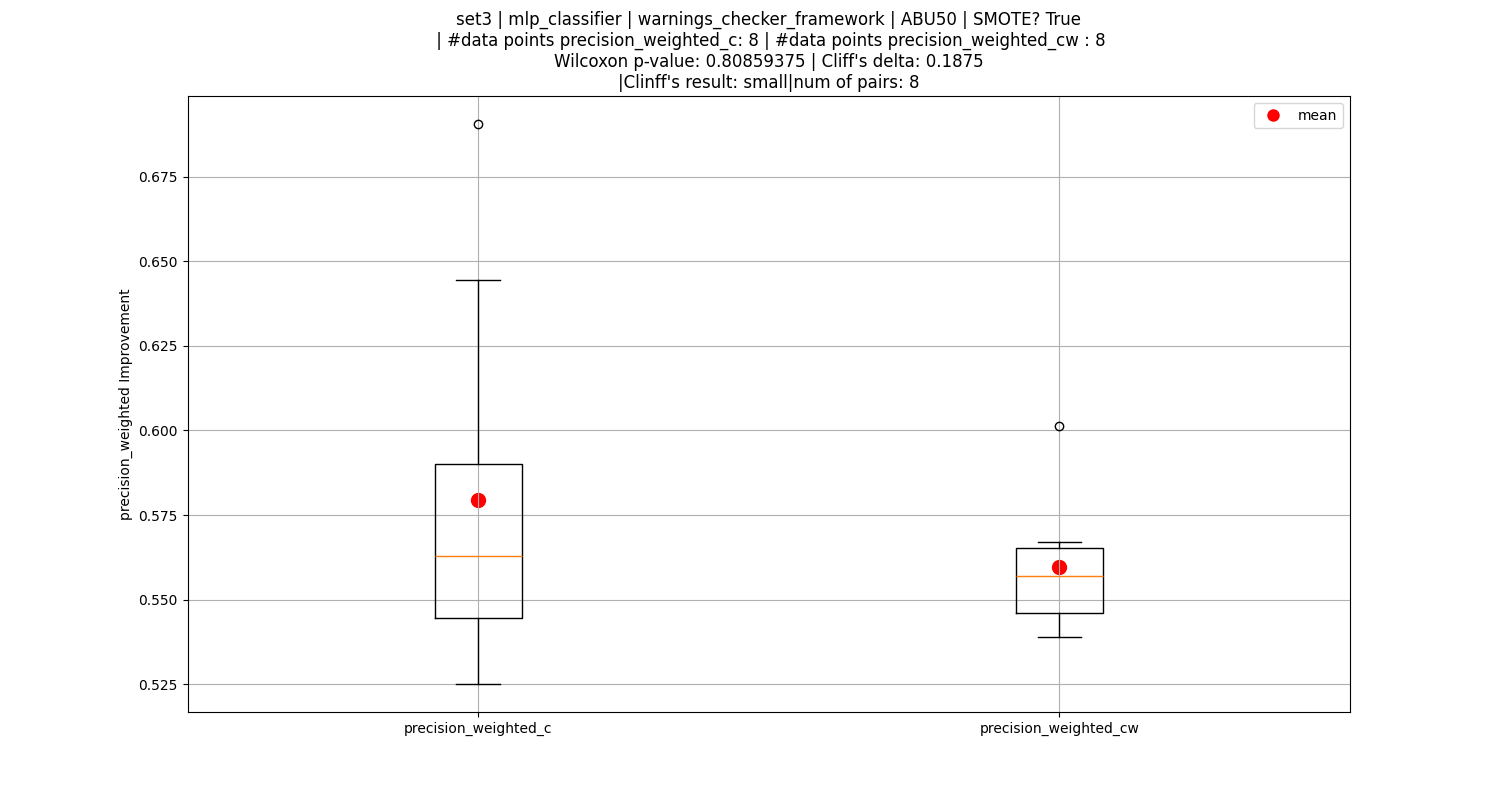 set3 | mlp_classifier | warnings_checker_framework | ABU50 | SMOTE? True
| #data points precision_weighted_c: 8 | #data points precision_weighted_cw : 8
Wilcoxon p-value: 0.80859375 | Cliff's delta: 0.1875
|Clinff's result: small|num of pairs: 8
mean
0.675
0.650
0.625
0.600
0.575
0.550
0.525
precision_weighted Improvement
precision_weighted_c
precision_weighted_cw